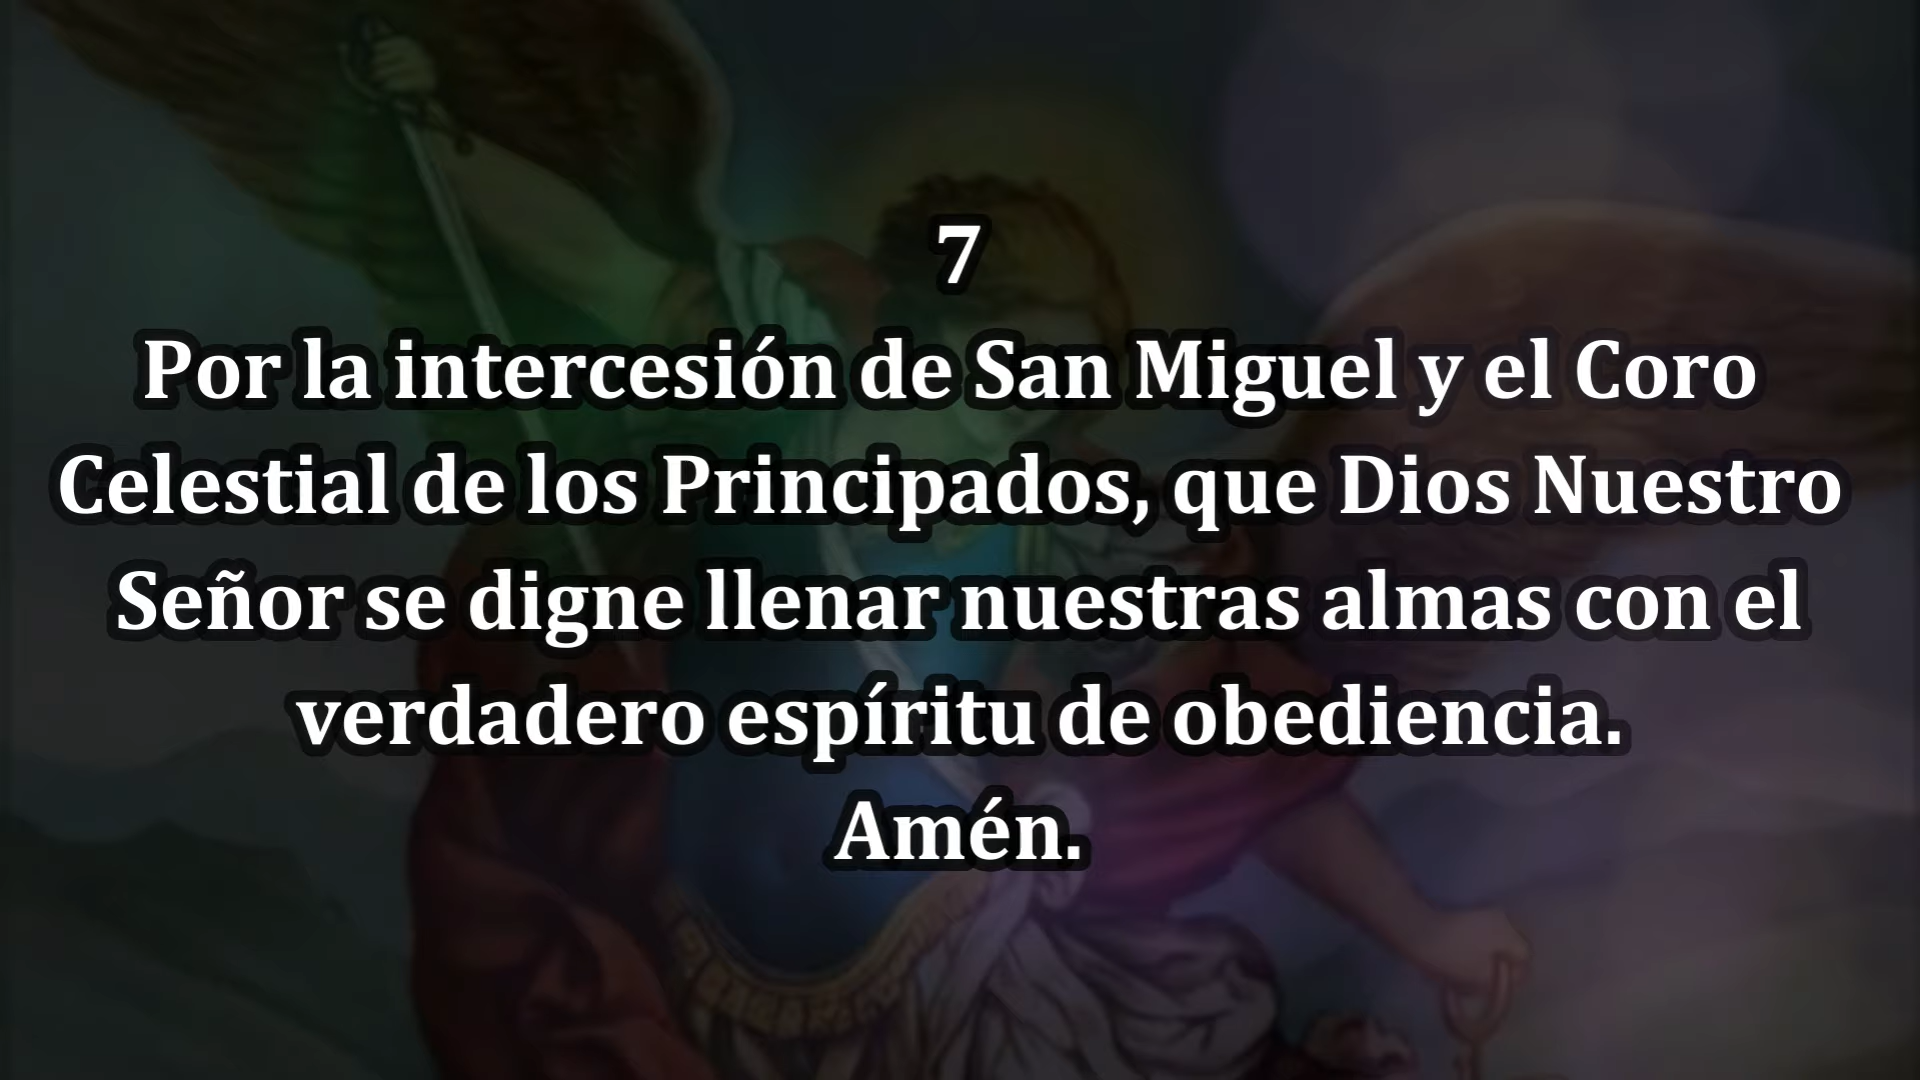 7
Por la intercesión de San Miguel y el Coro
Celestial de los Principados, que Dios Nuestro
Señor se digne llenar nuestras almas con el
verdadero espíritu de obediencia.
Amén.